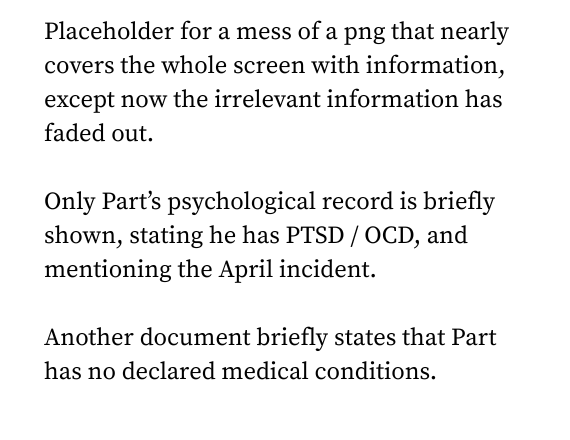 Placeholder for a mess of a png that nearly
covers the whole screen with information,
except now the irrelevant information has
faded out.
Only Part’s psychological record is briefly
shown, stating he has PTSD / OCD, and
mentioning the April incident.
Another document briefly states that Part
has no declared medical conditions.